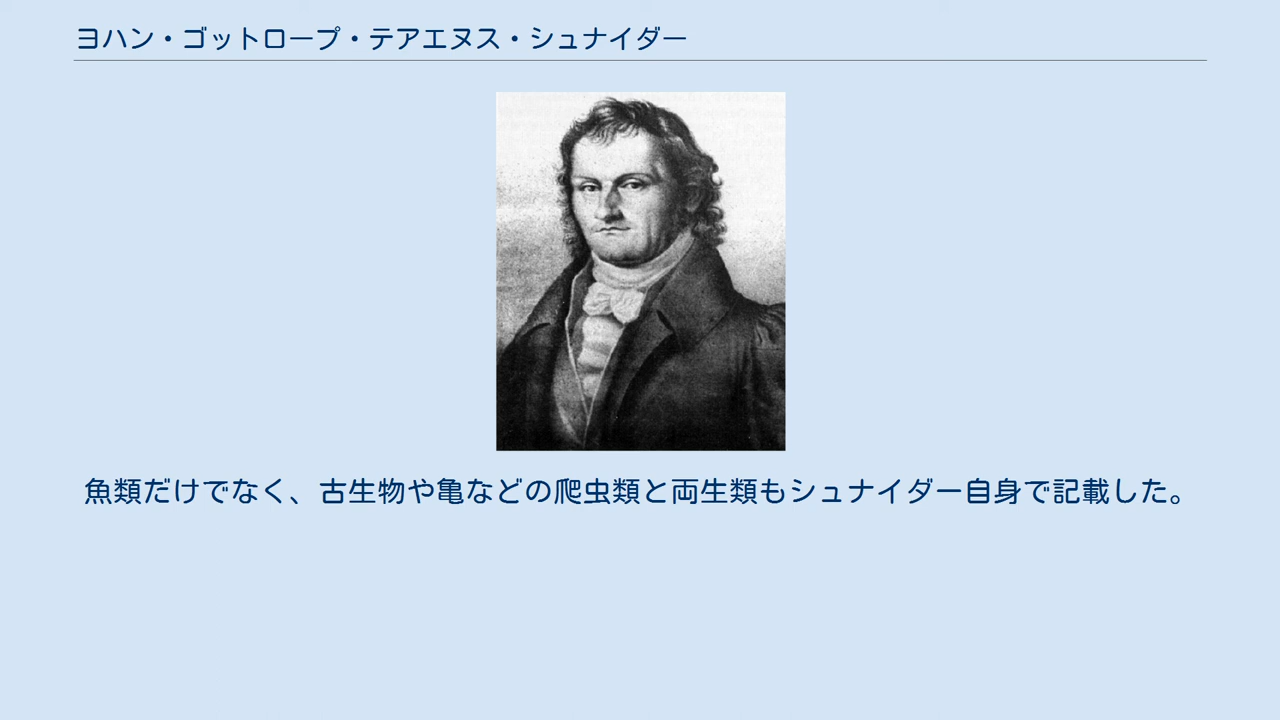 ヨハン・ゴットロープ・テアエヌス・シュナイダー
魚類だけでなく、古生物や亀などの爬虫類と両生類もシュナイダー自身で記載した。